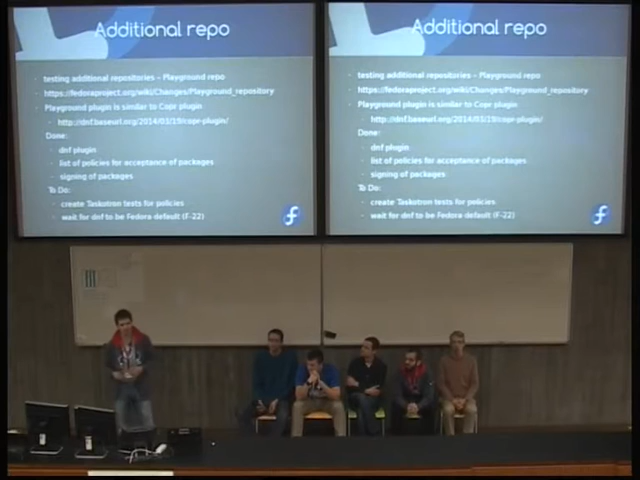 Additional repo
testing additional repositories – Playground repo
https://fedoraproject.org/wiki/Changes/Playground_repository
Playground plugin is similar to Copr plugin
http://dnf.baseurl.org/2014/03/19/copr-plugin/
Done:
dnf plugin
list of policies for acceptance of packages
signing of packages
To Do:
create Taskotron tests for policies
wait for dnf to be Fedora default (F-22)
Additional repo
testing additional repositories – Playground repo
https://fedoraproject.org/wiki/Changes/Playground_repository
Playground plugin is similar to Copr plugin
http://dnf.baseurl.org/2014/03/19/copr-plugin/
Done:
dnf plugin
list of policies for acceptance of packages
signing of packages
To Do:
create Taskotron tests for policies
wait for dnf to be Fedora default (F-22)